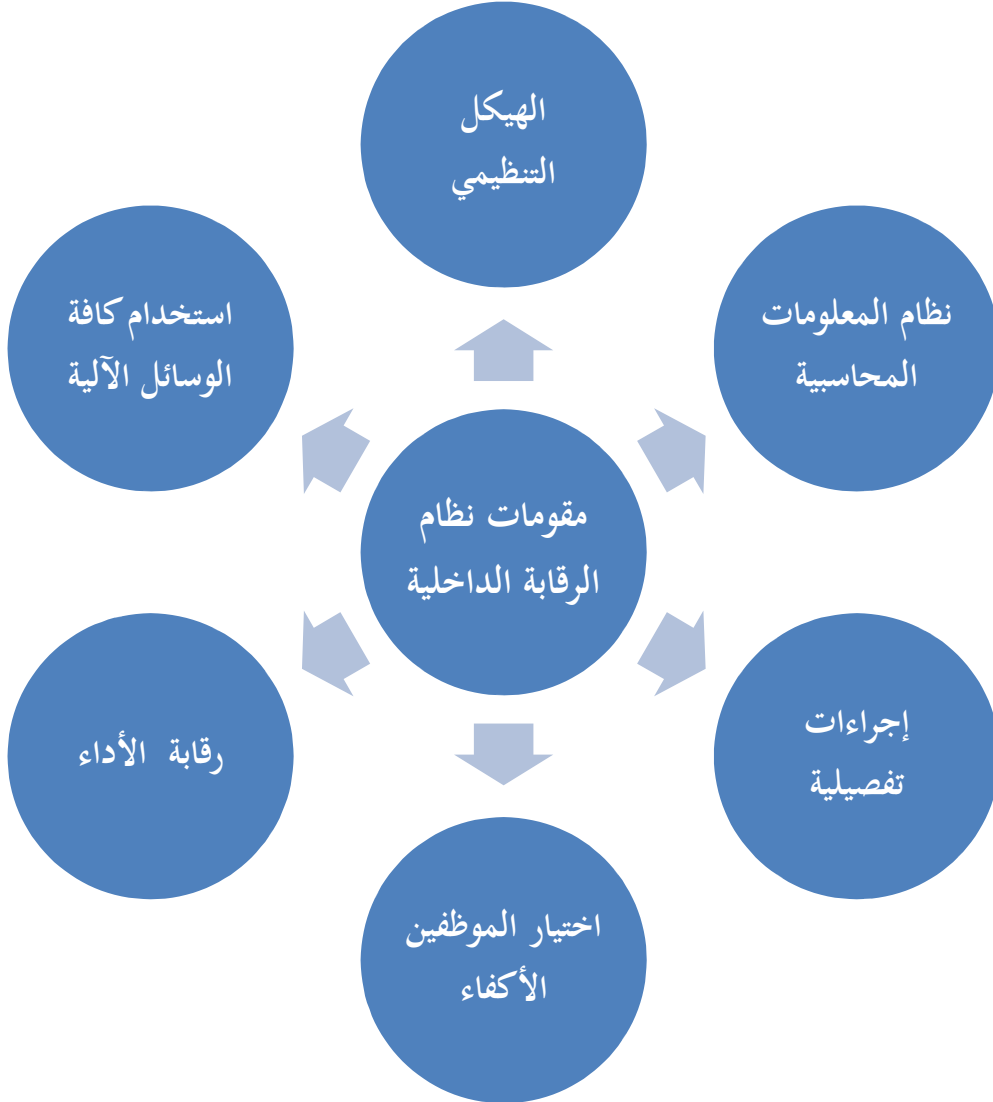 الهيكل
التنظيمي
نظام المعلومات
المحاسبية
استخدام كافة
الوسائل الآلية
مقومات نظام
الرقابة الداخلية
إجراءات
تفصيلية
رقابة الأداء
اختيار الموظفين
الأكفاء